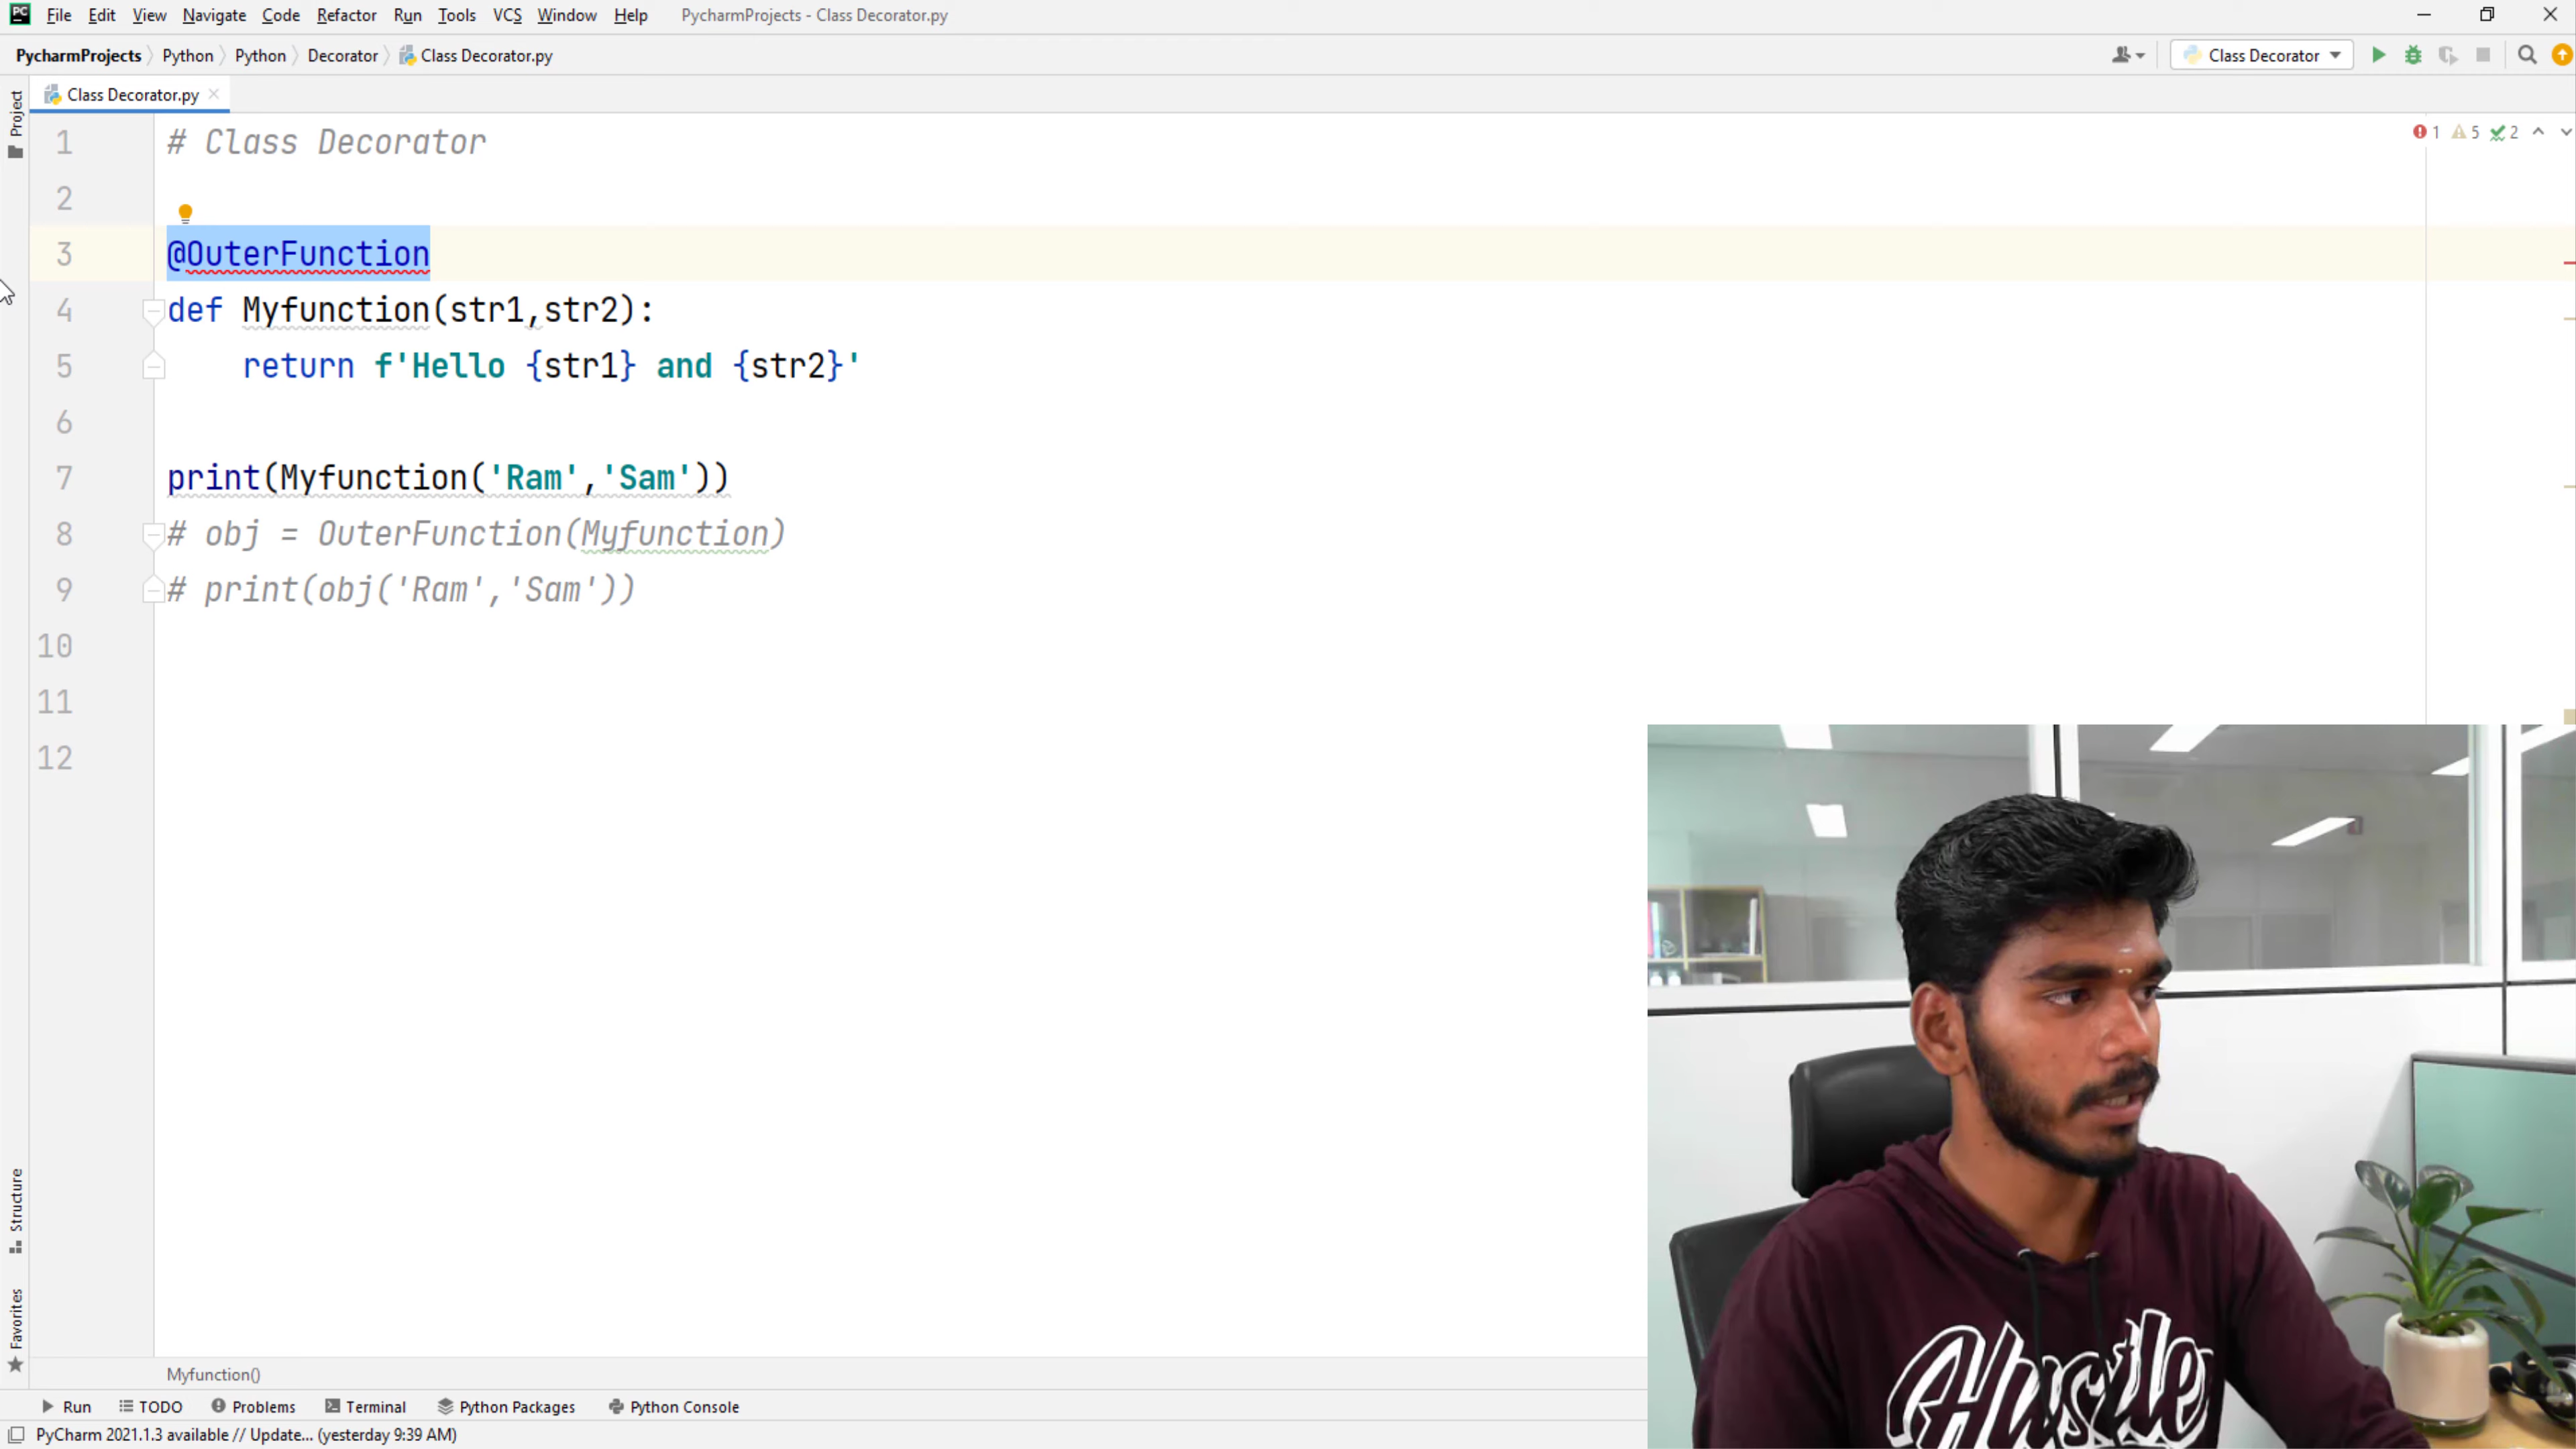 PC File Edit View Navigate Code Refactor Run Tools VCS Window Help PycharmProjects - Class Decorator.py
PycharmProjects Python Python Decorator Class Decorator.py Class Decorator
Project
Class Decorator.py
1 5 2
1 # Class Decorator
2
3 @OuterFunction
4 def Myfunction(str1,str2):
5 return f'Hello {str1} and {str2}'
6
7 print(Myfunction('Ram','Sam'))
8 # obj = OuterFunction(Myfunction)
9 # print(obj('Ram','Sam'))
10
11
12
Structure
Favorites
Hustle
Myfunction()
Run TODO Problems Terminal Python Packages Python Console
PyCharm 2021.1.3 available // Update... (yesterday 9:39 AM)